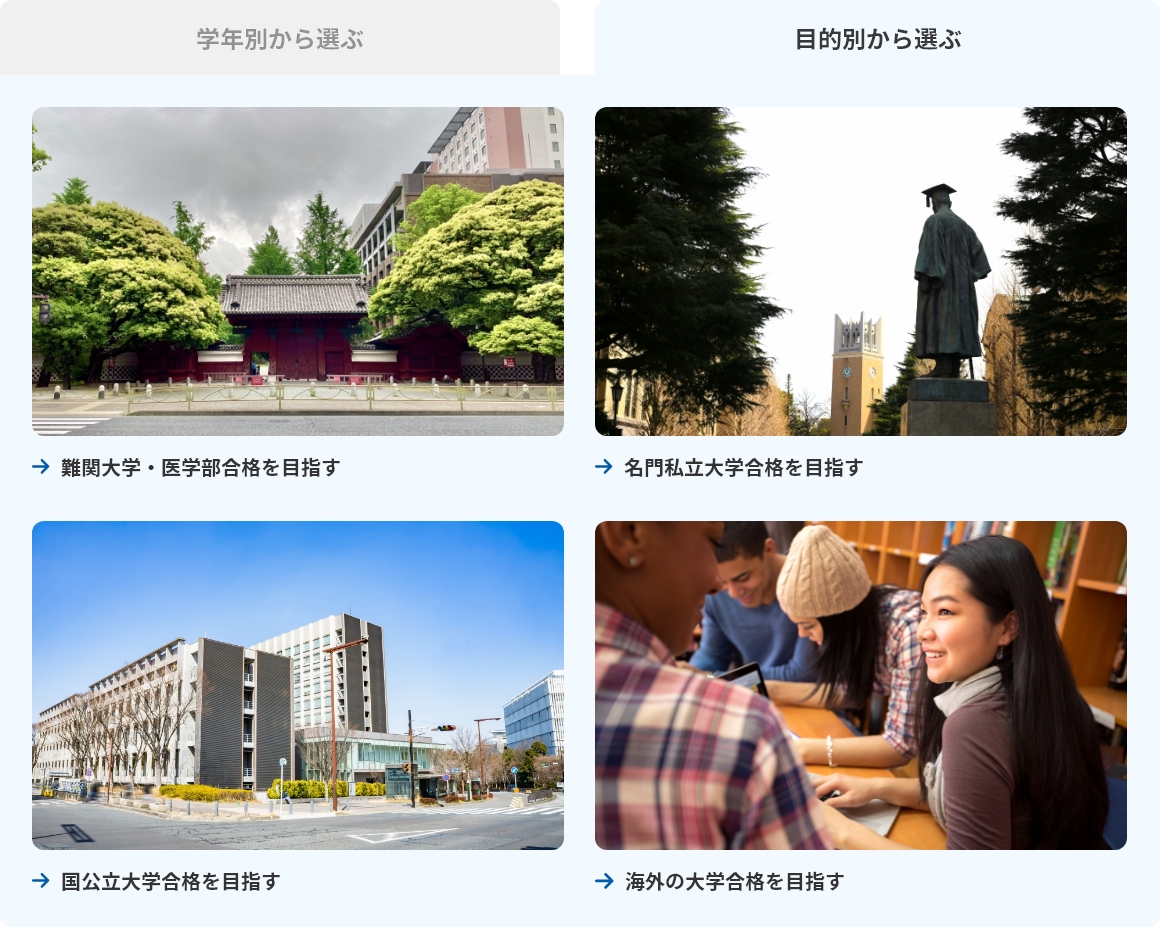 学年別から選ぶ
目的別から選ぶ
難関大学・医学部合格を目指す
名門私立大学合格を目指す
国公立大学合格を目指す
海外の大学合格を目指す